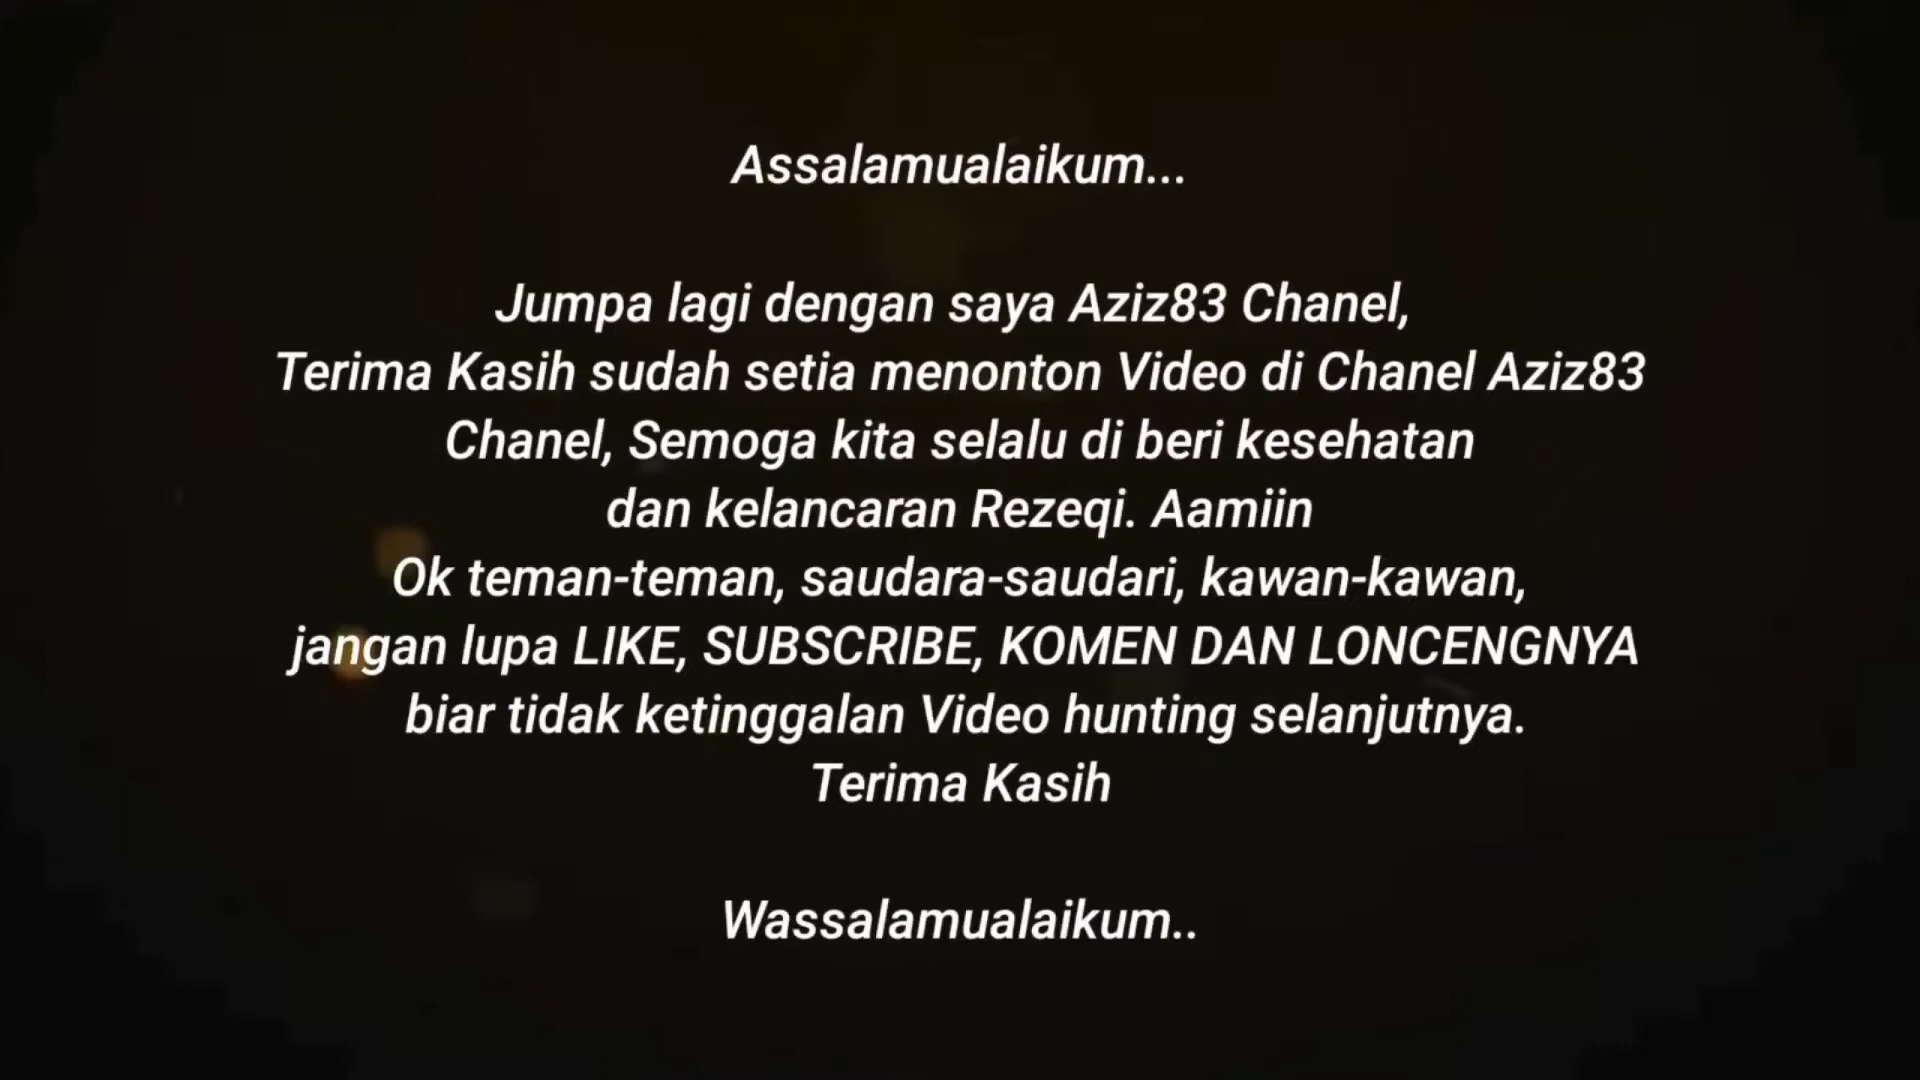 Assalamualaikum...
Jumpa lagi dengan saya Aziz83 Chanel,
Terima Kasih sudah setia menonton Video di Chanel Aziz83
Chanel, Semoga kita selalu di beri kesehatan
dan kelancaran Rezeqi. Aamiin
Ok teman-teman, saudara-saudari, kawan-kawan,
jangan lupa LIKE, SUBSCRIBE, KOMEN DAN LONCENGNYA
biar tidak ketinggalan Video hunting selanjutnya.
Terima Kasih
Wassalamualaikum..